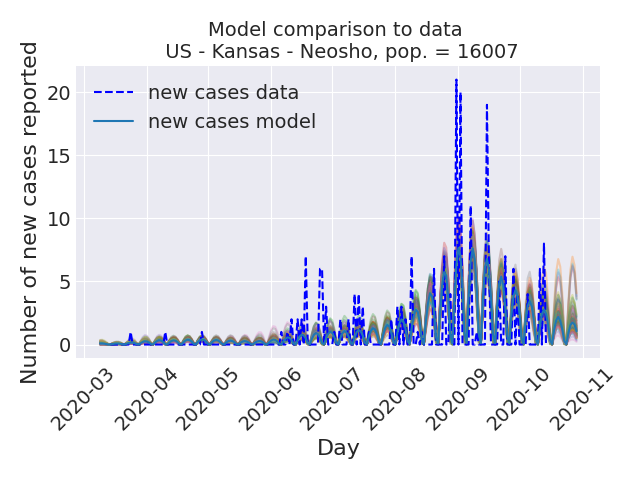 Model comparison to data
US - Kansas - Neosho, pop. = 16007
Number of new cases reported
20
15
10
5
0
new cases data
new cases model
2020-03
2020-04
2020-05
2020-06
2020-07
2020-08
2020-09
2020-10
2020-11
Day